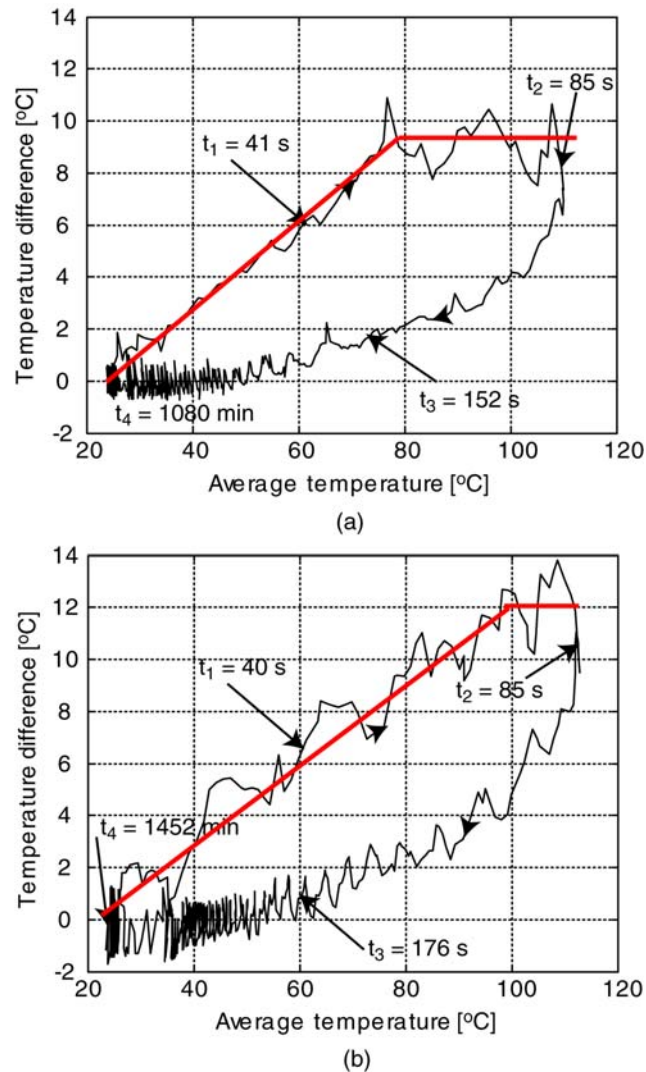 14
12
10
8
6
4
2
0
-2
Temperature difference [°C]
t1 = 41 s
t2 = 85 s
t3 = 152 s
t4 = 1080 min
20 40 60 80 100 120
Average temperature [°C]
(a)
14
12
10
8
6
4
2
0
-2
Temperature difference [°C]
t1 = 40 s
t2 = 85 s
t4 = 1452 min
t3 = 176 s
20 40 60 80 100 120
Average temperature [°C]
(b)